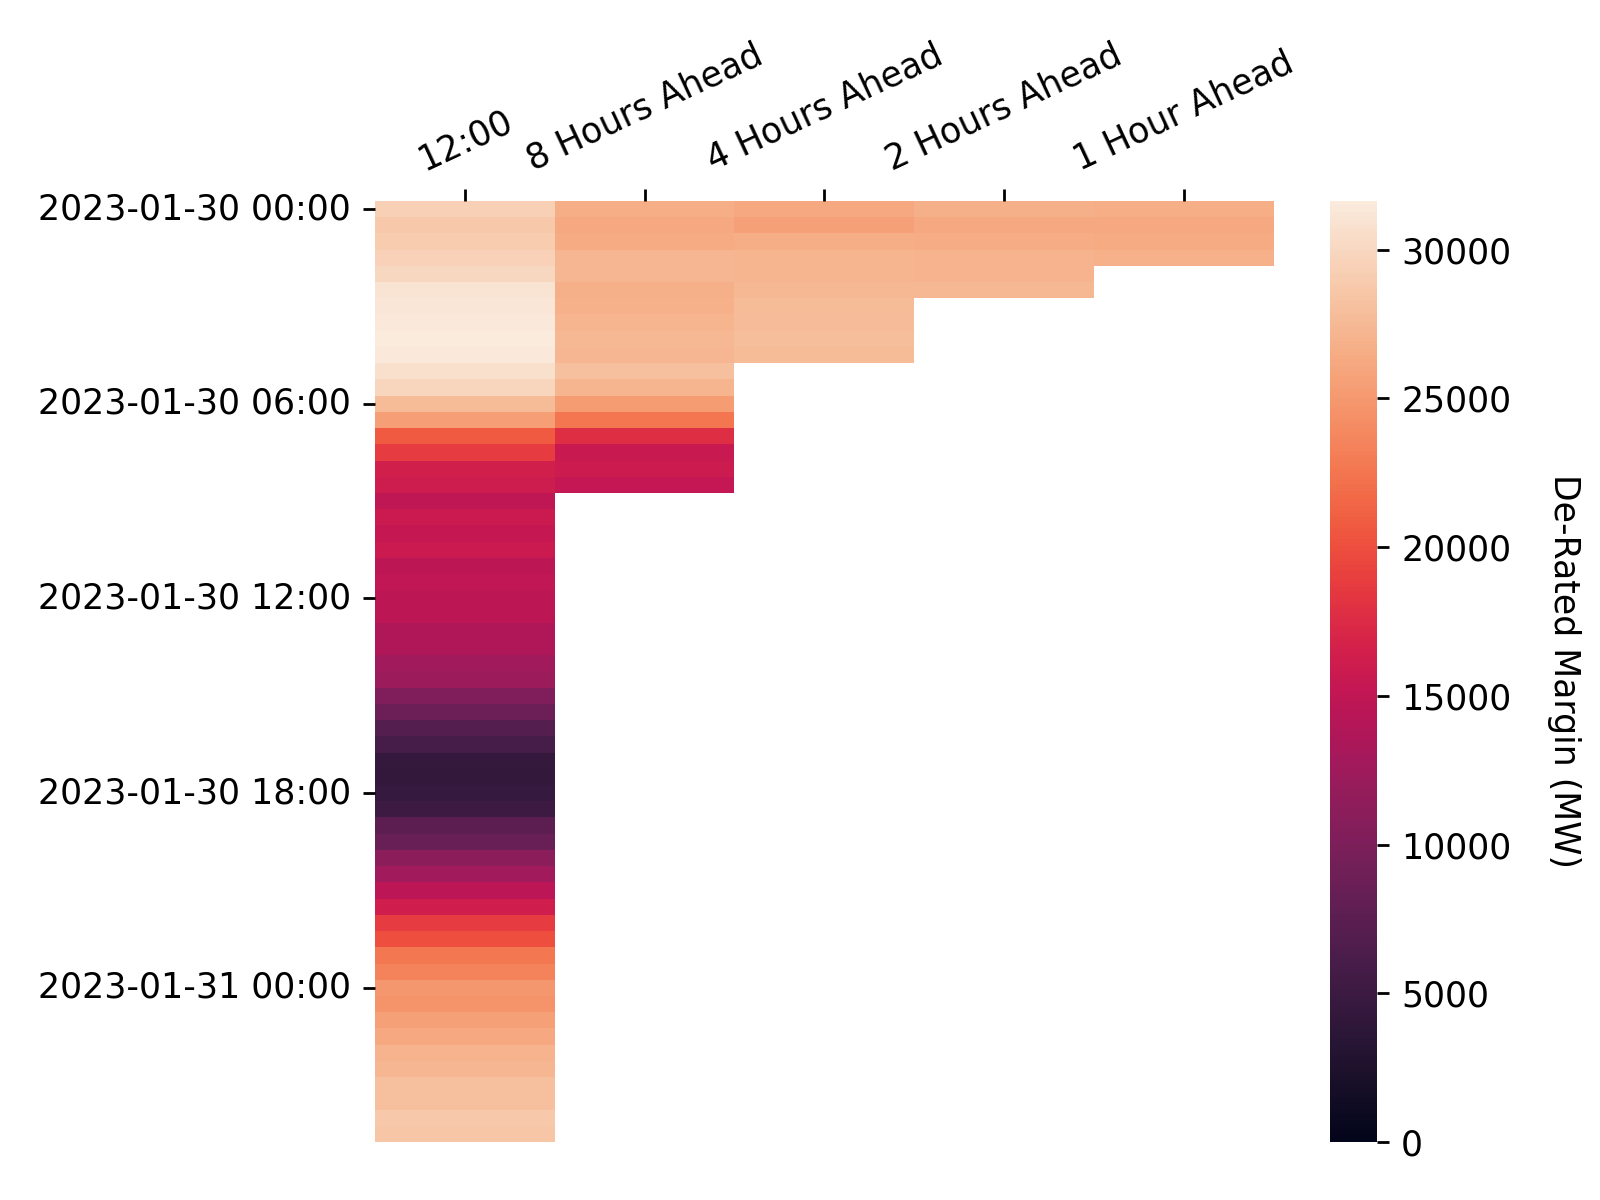 12:00
8 Hours Ahead
4 Hours Ahead
2 Hours Ahead
1 Hour Ahead
2023-01-30 00:00
2023-01-30 06:00
2023-01-30 12:00
2023-01-30 18:00
2023-01-31 00:00
30000
25000
20000
15000
10000
5000
0
De-Rated Margin (MW)